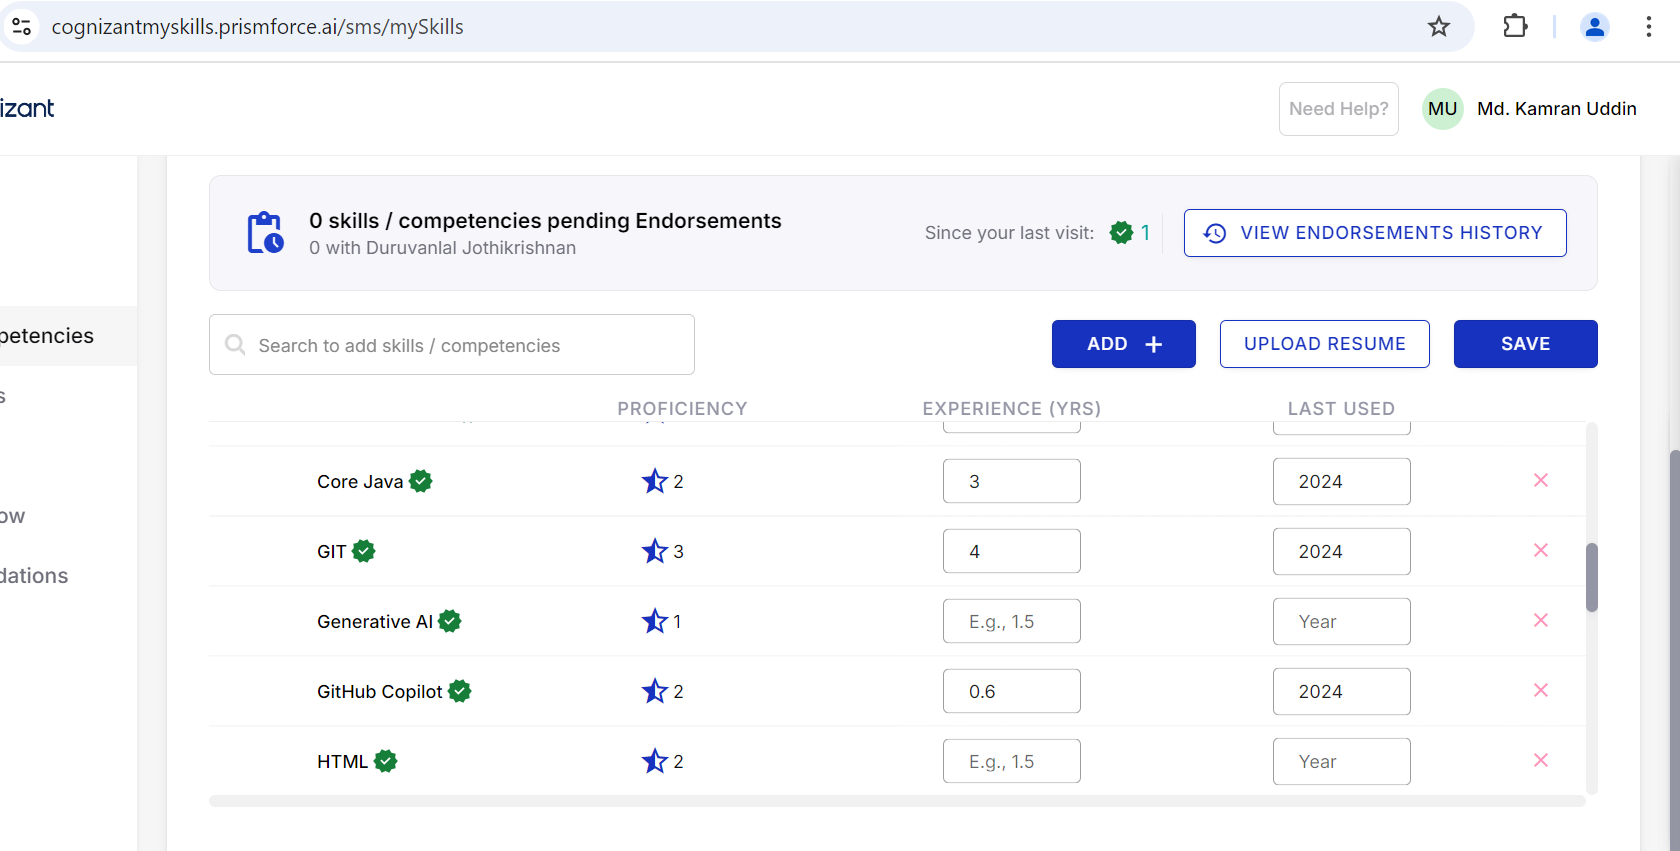 cognizantmyskills.prismforce.ai/sms/mySkills
izant
Need Help?
MU Md. Kamran Uddin
0 skills / competencies pending Endorsements
0 with Duruvanlal Jothikrishnan
Since your last visit: 1
VIEW ENDORSEMENTS HISTORY
petencies
s
ow
dations
Search to add skills / competencies
ADD +
UPLOAD RESUME
SAVE
PROFICIENCY EXPERIENCE (YRS) LAST USED
Core Java 2 3 2024
GIT 3 4 2024
Generative AI 1 E.g., 1.5 Year
GitHub Copilot 2 0.6 2024
HTML 2 E.g., 1.5 Year